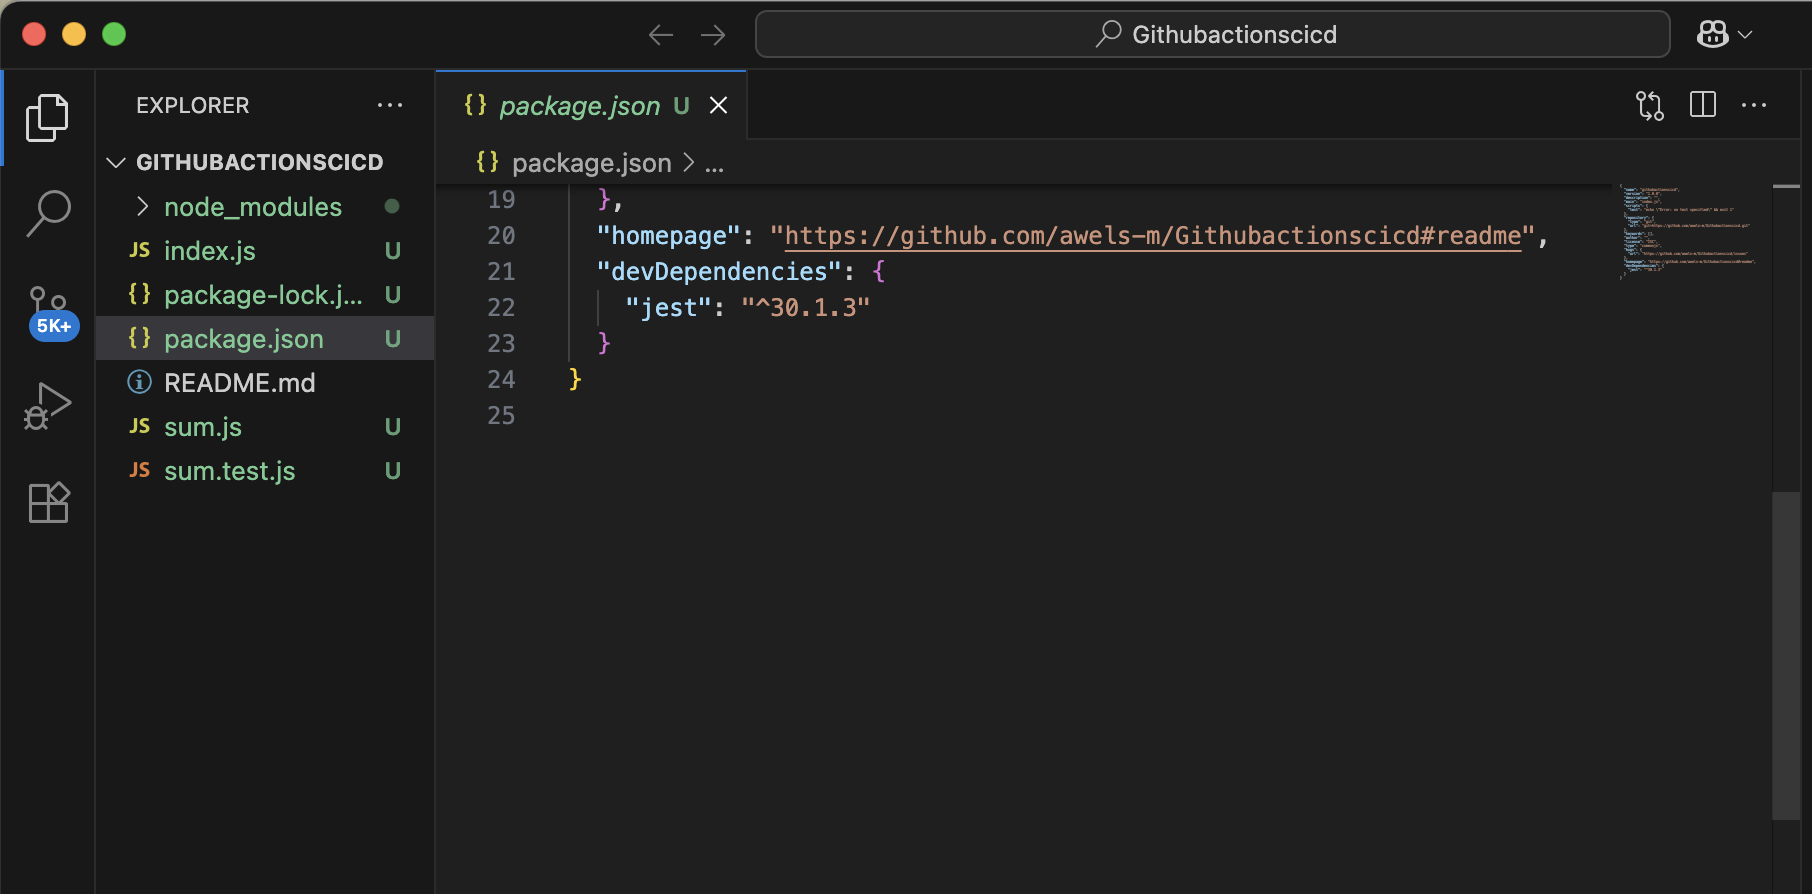 Githubactionscicd
EXPLORER
GITHUBACTIONSCICD
node_modules
JS index.js U
{} package-lock.j... U
{} package.json U
README.md
JS sum.js U
JS sum.test.js U
5K+
{} package.json U
{} package.json > ...
19 },
20 "homepage": "https://github.com/awels-m/Githubactionscicd#readme",
21 "devDependencies": {
22 "jest": "^30.1.3"
23 }
24 }
25